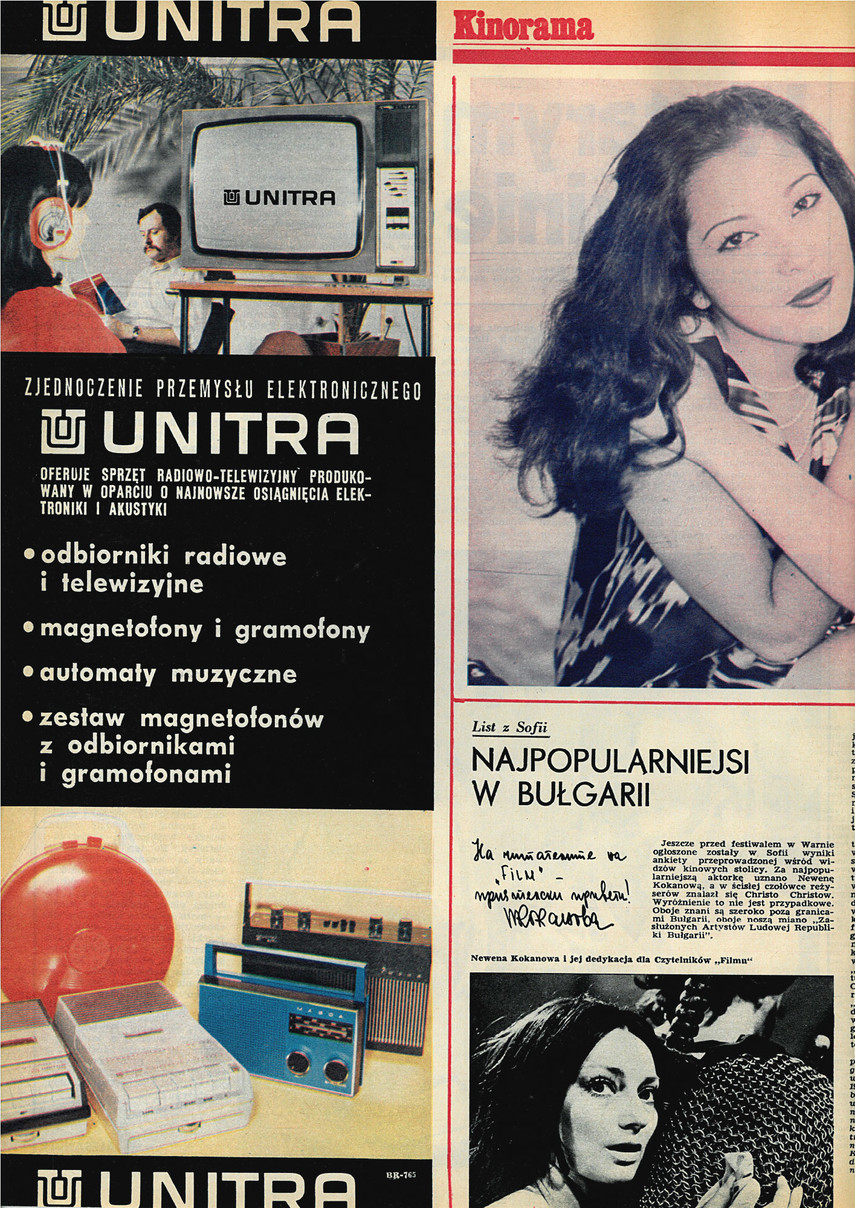 UNITRA
UNITRA
ZJEDNOCZENIE PRZEMYSŁU ELEKTRONICZNEGO
UNITRA
OFERUJE SPRZĘT RADIOWO-TELEWIZYJNY PRODUKO-
WANY W OPARCIU O NAJNOWSZE OSIĄGNIĘCIA ELEK-
TRONIKI I AKUSTYKI
• odbiorniki radiowe
i telewizyjne
• magnetofony i gramofony
• automaty muzyczne
• zestaw magnetofonów
z odbiornikami
i gramofonami
BR-765
UNITRA
Kinorama
List z Sofii
NAJPOPULARNIEJSI
W BUŁGARII
На читателите на
„Film" –
Jeszcze przed festiwalem w Warnie
ogłoszone zostały w Sofii wyniki
ankiety przeprowadzonej wśród wi-
dzów kinowych stolicy. Za najpopu-
larniejszą aktorkę uznano Newenę
Kokanową, a w ścisłej czołówce reży-
serów znalazł się Christo Christow.
Wyróżnienie to nie jest przypadkowe.
Oboje znani są szeroko poza granica-
mi Bułgarii, oboje noszą miano „Za-
służonych Artystów Ludowej Republi-
ki Bułgarii".
Newena Kokanowa i jej dedykacja dla Czytelników „Filmu"